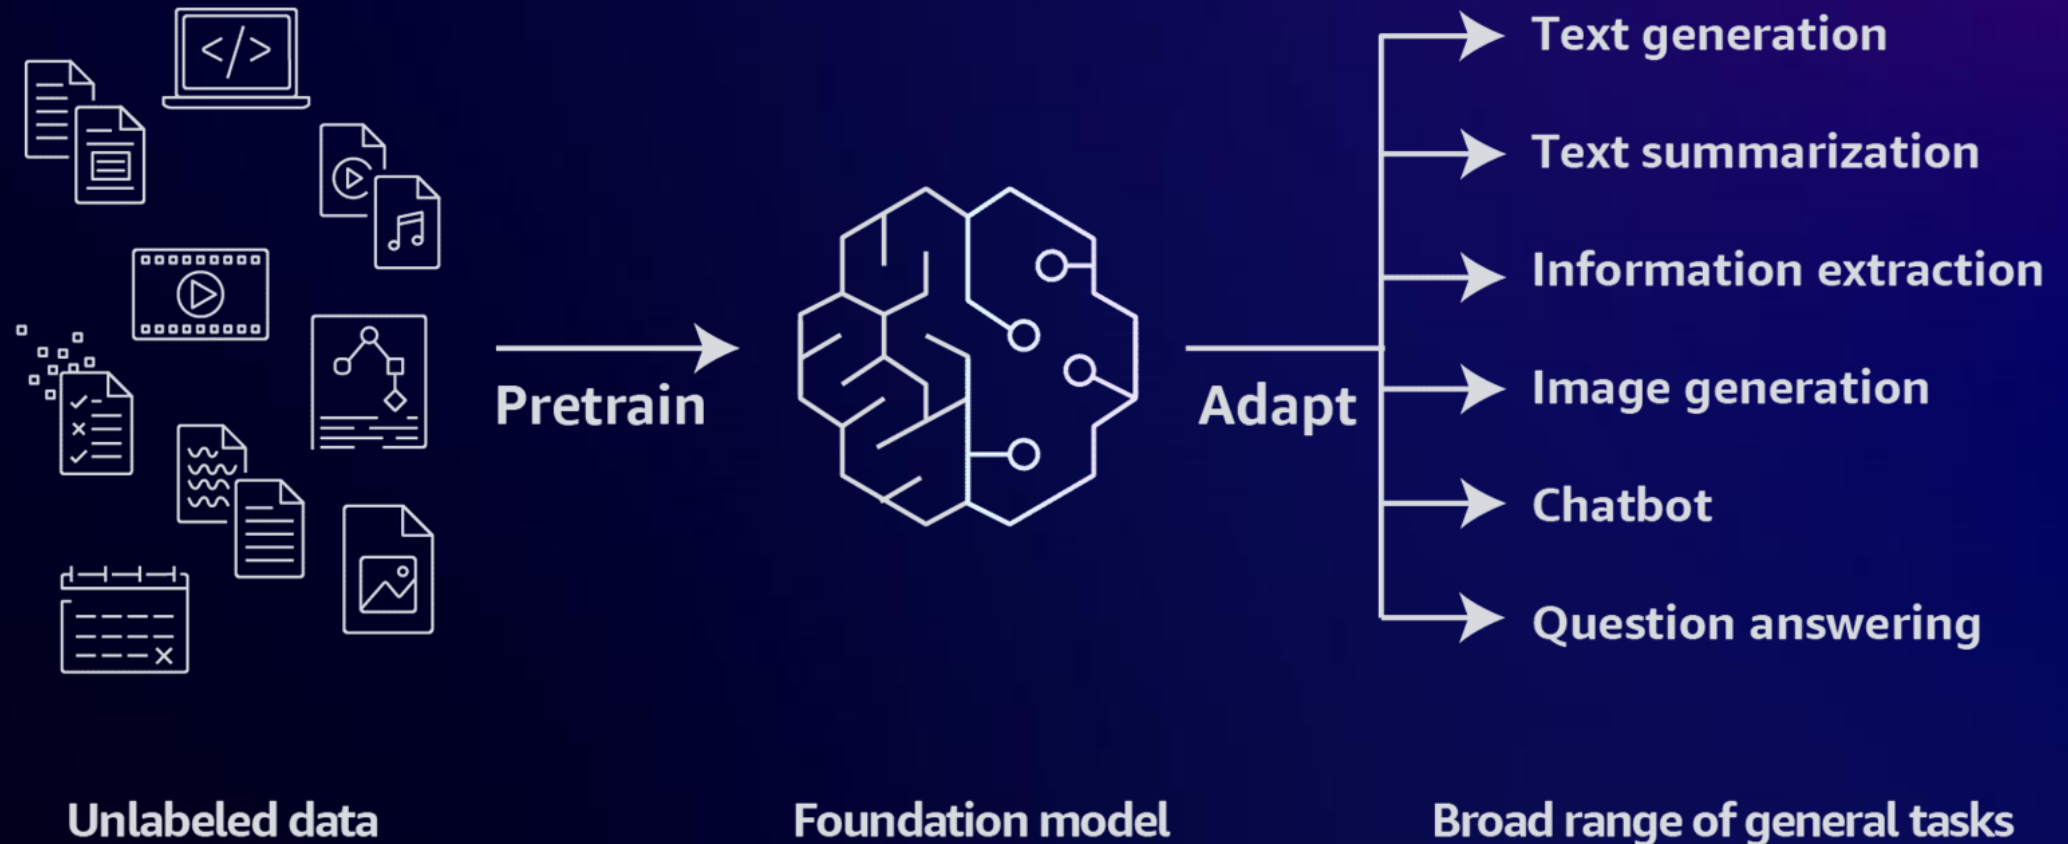 </>
Text generation
Text summarization
Information extraction
Pretrain
Adapt
Image generation
Chatbot
Question answering
Unlabeled data
Foundation model
Broad range of general tasks